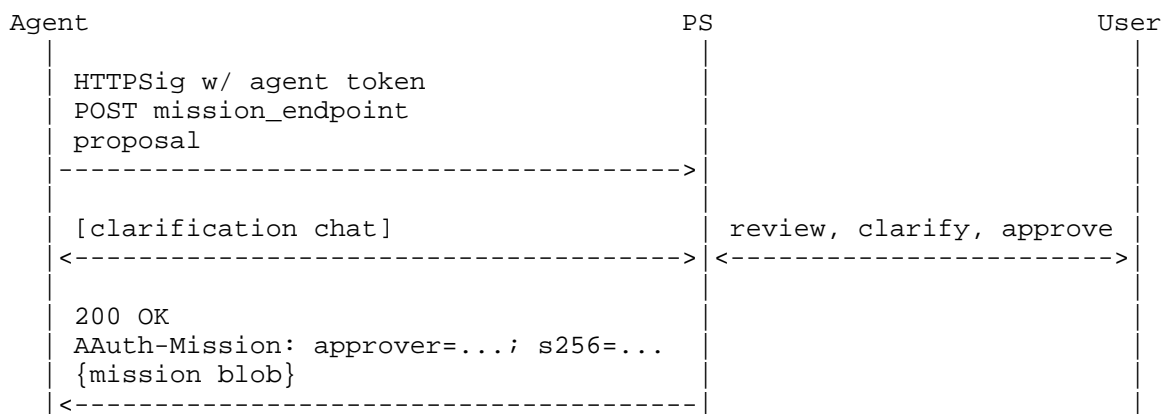 Agent PS User
HTTPSig w/ agent token
POST mission_endpoint
proposal
[clarification chat] review, clarify, approve
200 OK
AAuth-Mission: approver=...; s256=...
{mission blob}